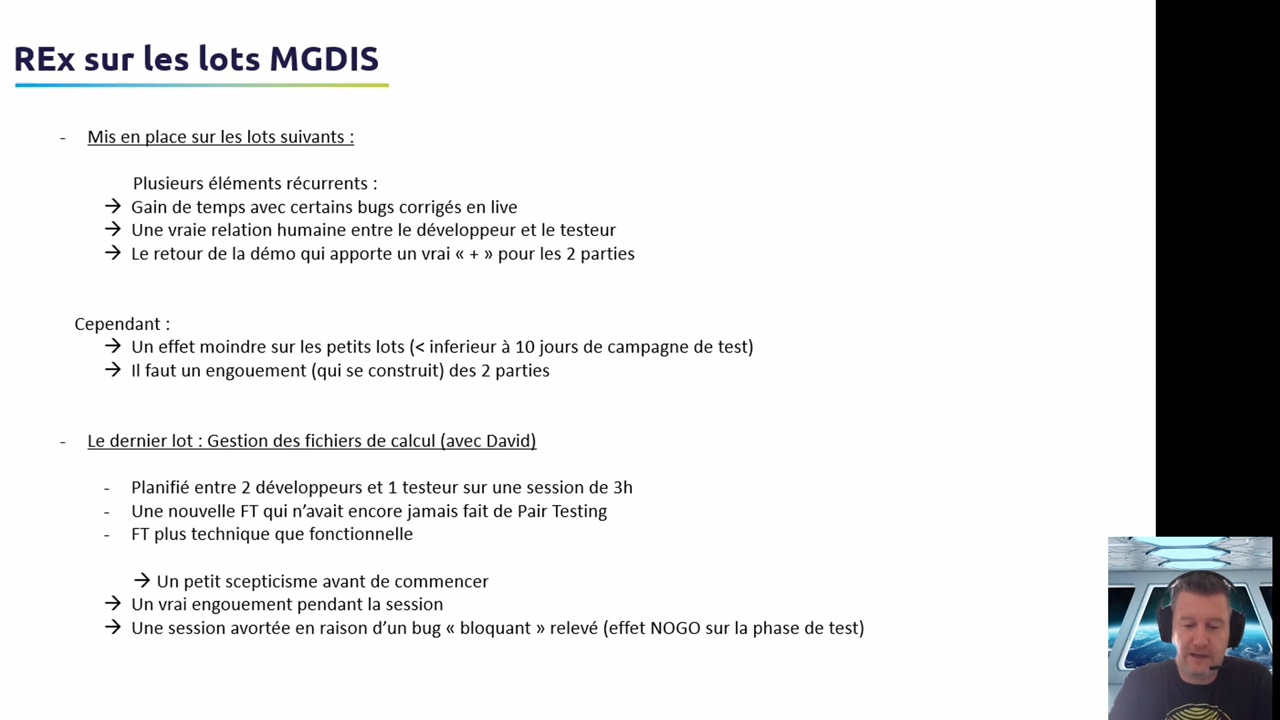 REx sur les lots MGDIS
- Mis en place sur les lots suivants :
Plusieurs éléments récurrents :
→ Gain de temps avec certains bugs corrigés en live
→ Une vraie relation humaine entre le développeur et le testeur
→ Le retour de la démo qui apporte un vrai « + » pour les 2 parties
Cependant :
→ Un effet moindre sur les petits lots (< inferieur à 10 jours de campagne de test)
→ Il faut un engouement (qui se construit) des 2 parties
- Le dernier lot : Gestion des fichiers de calcul (avec David)
- Planifié entre 2 développeurs et 1 testeur sur une session de 3h
- Une nouvelle FT qui n’avait encore jamais fait de Pair Testing
- FT plus technique que fonctionnelle
→ Un petit scepticisme avant de commencer
→ Un vrai engouement pendant la session
→ Une session avortée en raison d’un bug « bloquant » relevé (effet NOGO sur la phase de test)